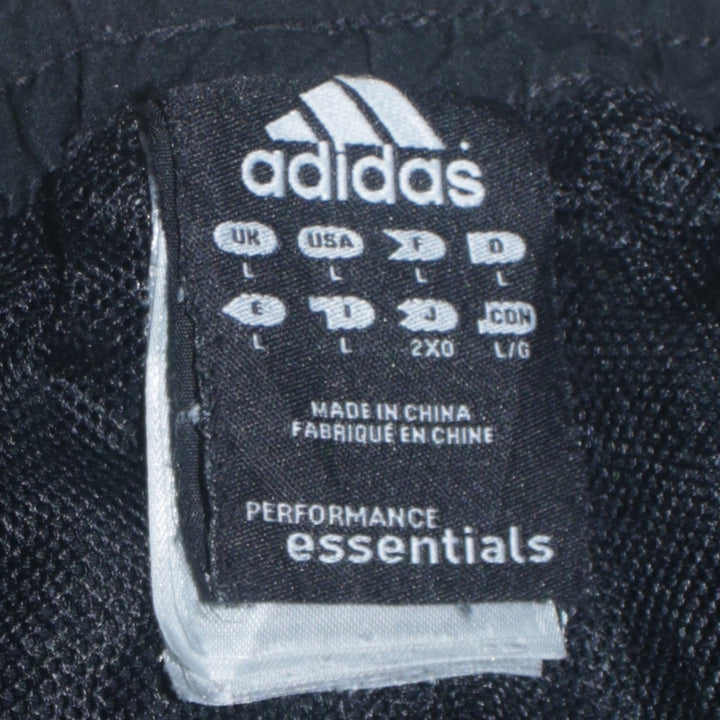 adidas
UK USA F D
L L L L
E I J CDN
L L 2XO L/G
MADE IN CHINA
FABRIQUÉ EN CHINE
PERFORMANCE
essentials